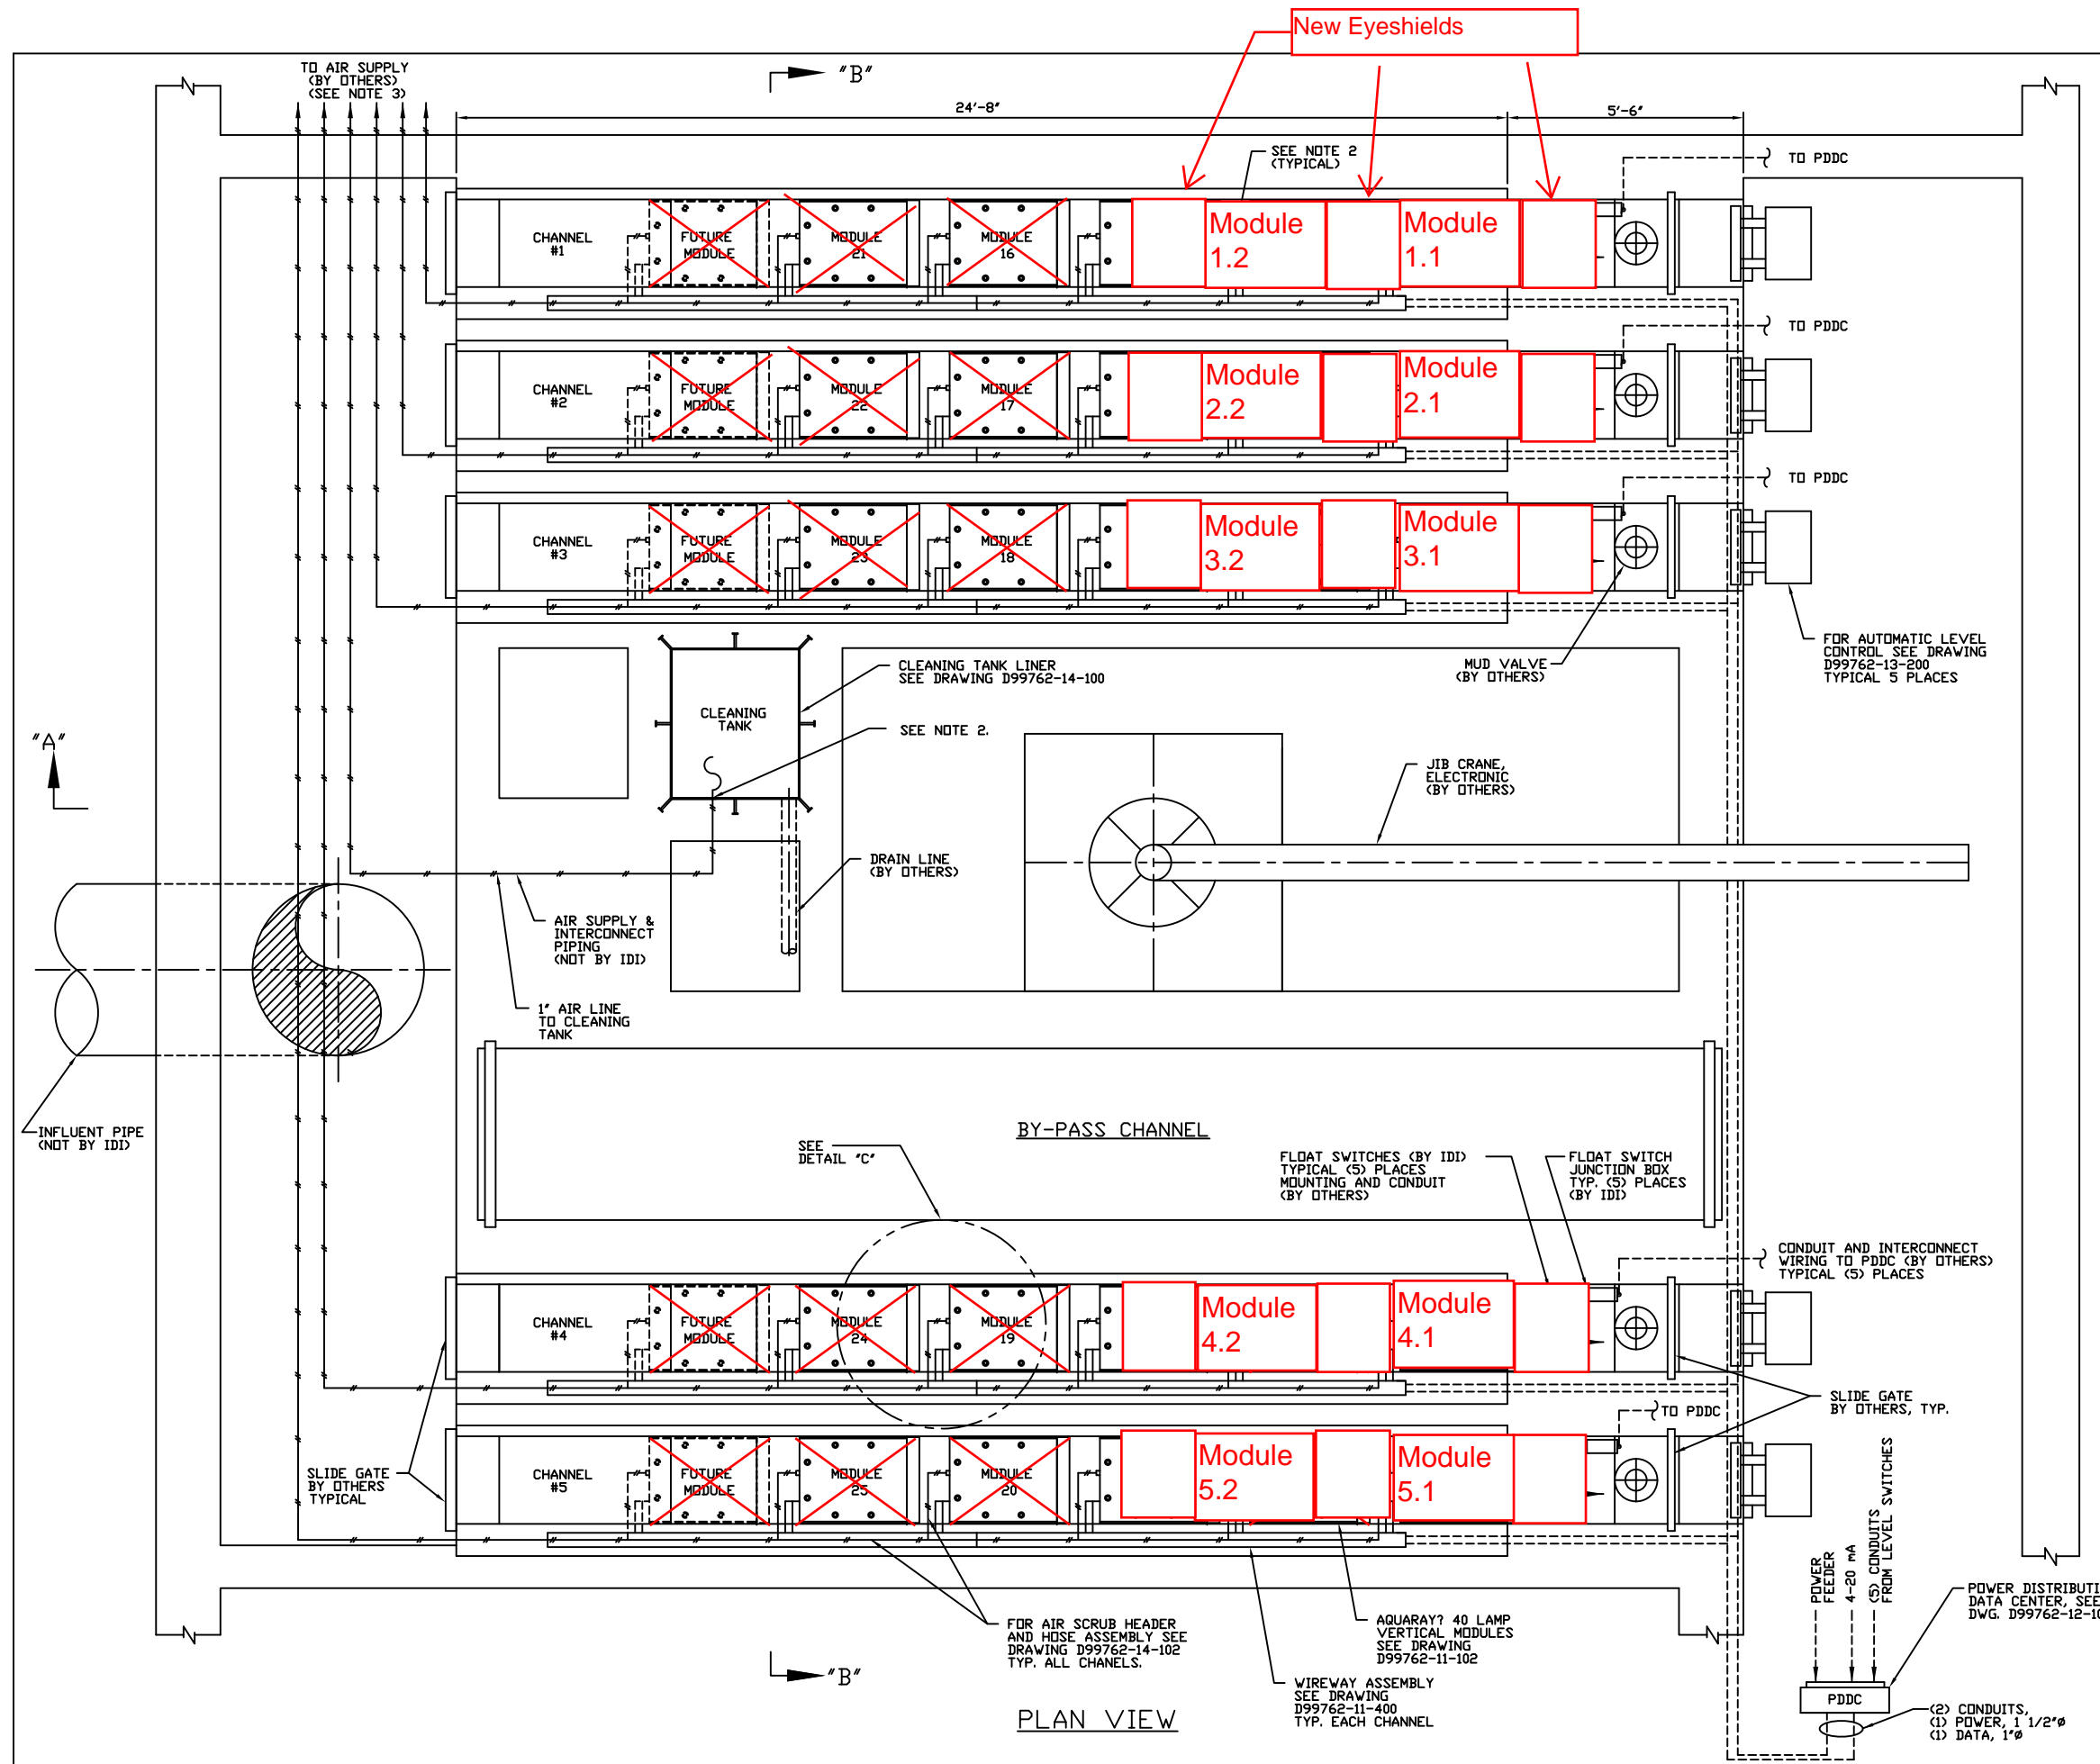 New Eyeshields
TO AIR SUPPLY
(BY OTHERS)
(SEE NOTE 3)
"B"
24'-8"
5'-6"
SEE NOTE 2
(TYPICAL)
TO PDDC
CHANNEL
#1
FUTURE
MODULE
MODULE
21
MODULE
16
Module
1.2
Module
1.1
TO PDDC
CHANNEL
#2
FUTURE
MODULE
MODULE
22
MODULE
17
Module
2.2
Module
2.1
TO PDDC
CHANNEL
#3
FUTURE
MODULE
MODULE
23
MODULE
18
Module
3.2
Module
3.1
FOR AUTOMATIC LEVEL
CONTROL SEE DRAWING
D99762-13-200
TYPICAL 5 PLACES
MUD VALVE
(BY OTHERS)
CLEANING TANK LINER
SEE DRAWING D99762-14-100
CLEANING
TANK
SEE NOTE 2.
"A"
JIB CRANE,
ELECTRONIC
(BY OTHERS)
DRAIN LINE
(BY OTHERS)
AIR SUPPLY &
INTERCONNECT
PIPING
(NOT BY IDI)
1" AIR LINE
TO CLEANING
TANK
INFLUENT PIPE
(NOT BY IDI)
BY-PASS CHANNEL
SEE
DETAIL "C"
FLOAT SWITCHES (BY IDI)
TYPICAL (5) PLACES
MOUNTING AND CONDUIT
(BY OTHERS)
FLOAT SWITCH
JUNCTION BOX
TYP. (5) PLACES
(BY IDI)
CONDUIT AND INTERCONNECT
WIRING TO PDDC (BY OTHERS)
TYPICAL (5) PLACES
CHANNEL
#4
FUTURE
MODULE
MODULE
24
MODULE
19
Module
4.2
Module
4.1
SLIDE GATE
BY OTHERS, TYP.
TO PDDC
SLIDE GATE
BY OTHERS
TYPICAL
CHANNEL
#5
FUTURE
MODULE
MODULE
25
MODULE
20
Module
5.2
Module
5.1
POWER
FEEDER
4-20 mA
(5) CONDUITS
FROM LEVEL SWITCHES
POWER DISTRIBUTI
DATA CENTER, SEE
DWG. D99762-12-10
FOR AIR SCRUB HEADER
AND HOSE ASSEMBLY SEE
DRAWING D99762-14-102
TYP. ALL CHANELS.
AQUARAY? 40 LAMP
VERTICAL MODULES
SEE DRAWING
D99762-11-102
"B"
WIREWAY ASSEMBLY
SEE DRAWING
D99762-11-400
TYP. EACH CHANNEL
PLAN VIEW
PDDC
(2) CONDUITS,
(1) POWER, 1 1/2"ø
(1) DATA, 1"ø